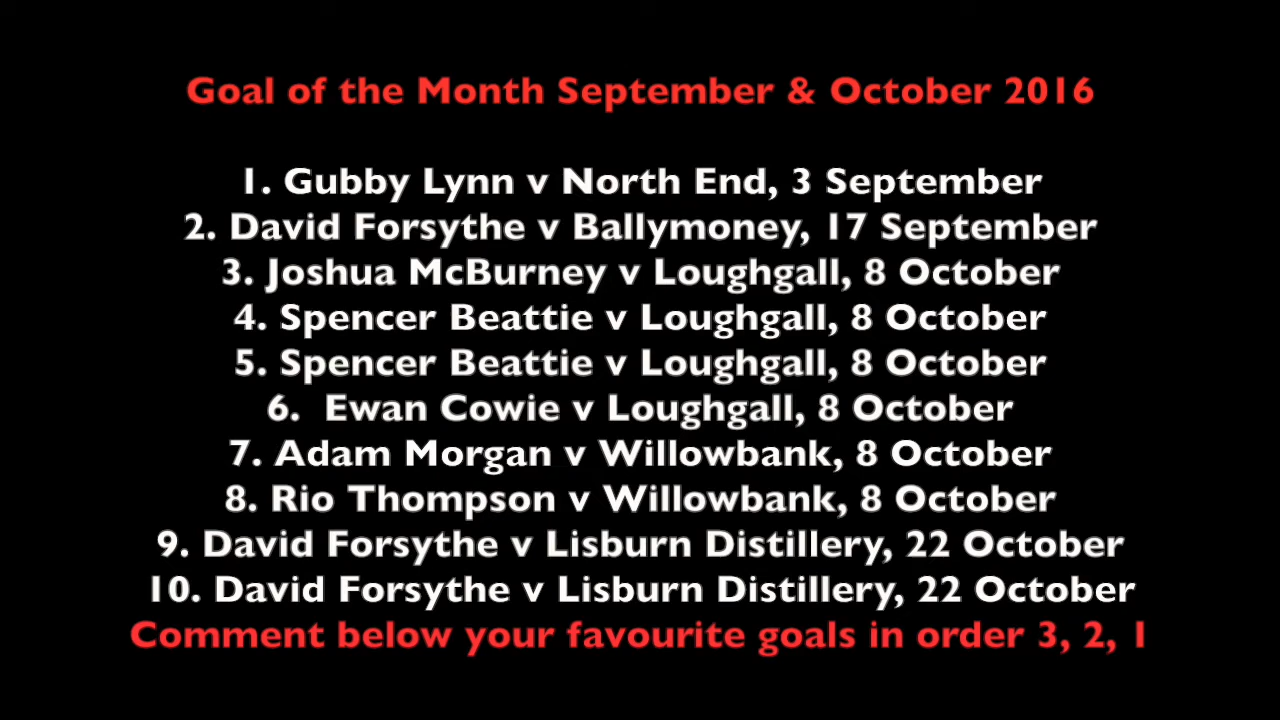 Goal of the Month September & October 2016
1. Gubby Lynn v North End, 3 September
2. David Forsythe v Ballymoney, 17 September
3. Joshua McBurney v Loughgall, 8 October
4. Spencer Beattie v Loughgall, 8 October
5. Spencer Beattie v Loughgall, 8 October
6.  Ewan Cowie v Loughgall, 8 October
7. Adam Morgan v Willowbank, 8 October
8. Rio Thompson v Willowbank, 8 October
9. David Forsythe v Lisburn Distillery, 22 October
10. David Forsythe v Lisburn Distillery, 22 October
Comment below your favourite goals in order 3, 2, 1